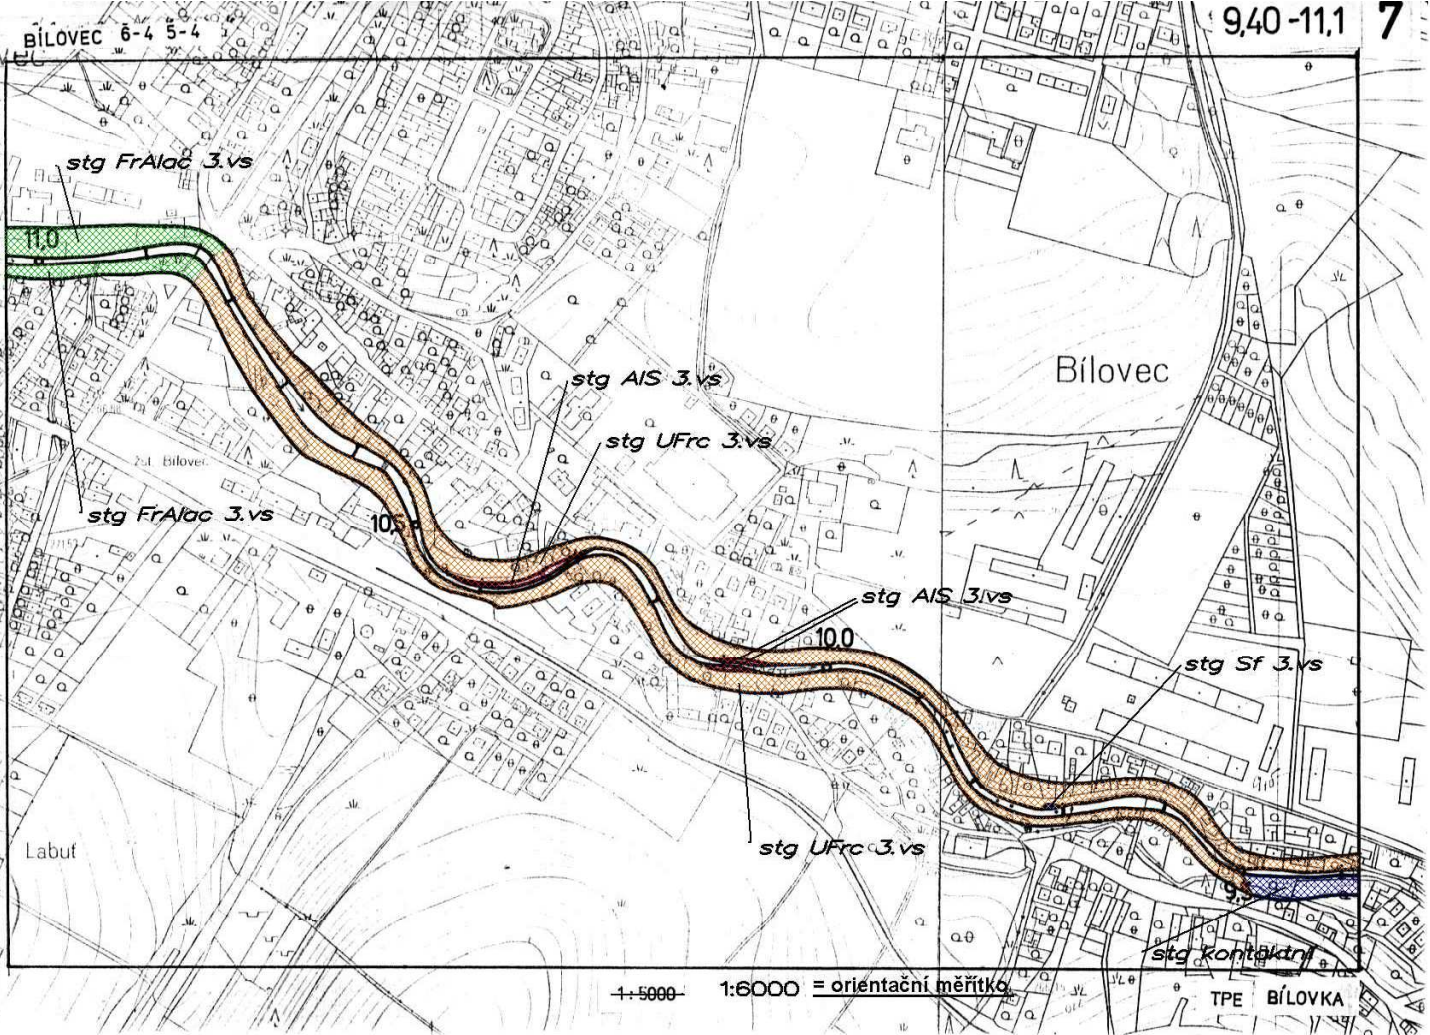 BÍLOVEC 6-4 5-4
9,40 -11,1 7
stg FrAlac 3.vs
11,0
stg AlS 3.vs
Bílovec
stg UFrc 3.vs
žst. Bílovec
stg FrAlac 3.vs
10,5
stg AlS 3.vs
10,0
stg Sf 3.vs
stg UFrc 3.vs
Labuť
stg kontaktní
1:5000 1:6000 = orientační měřítko
TPE BÍLOVKA